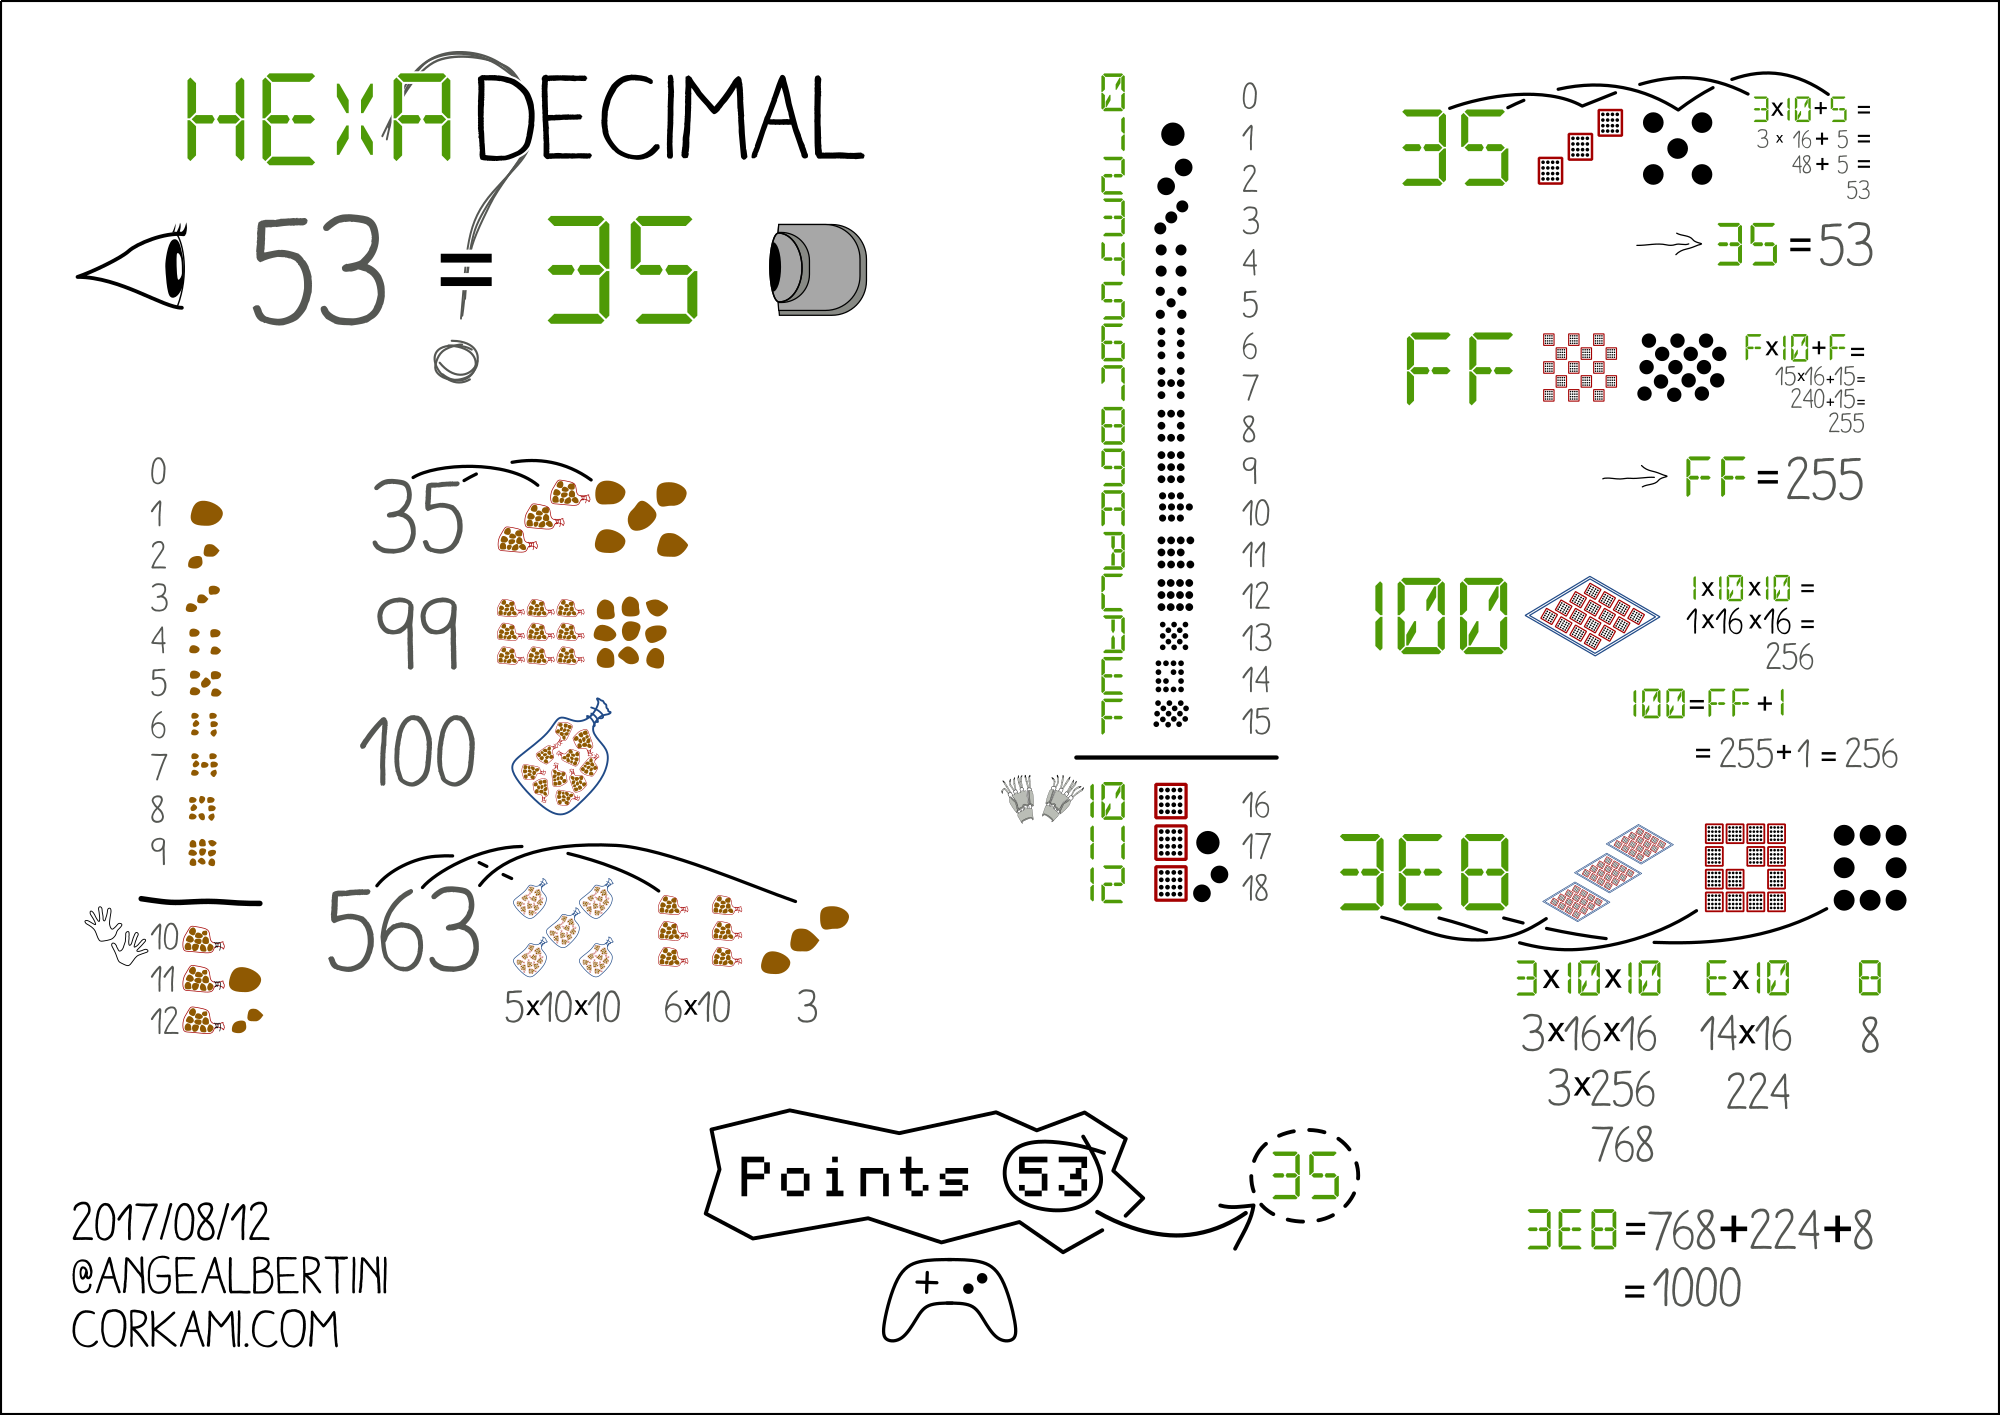 HEXADECIMAL
53 = 35
0
1
2
3
4
5
6
7
8
9
10
11
12
35
99
100
563
5x10x10 6x10 3
0 0
1 1
2 2
3 3
4 4
5 5
6 6
7 7
8 8
9 9
A 10
B 11
C 12
D 13
E 14
F 15
10 16
11 17
12 18
35
3x10+5 =
3 x 16 + 5 =
48 + 5 =
53
35 = 53
FF
Fx10+F=
15x16+15=
240+15=
255
FF = 255
100
1x10x10 =
1x16x16 =
256
100=FF+1
= 255+1 = 256
3E8
3x10x10 Ex10 8
3x16x16 14x16 8
3x256 224
768
3E8=768+224+8
=1000
Points 53
35
2017/08/12
@ANGEALBERTINI
CORKAMI.COM